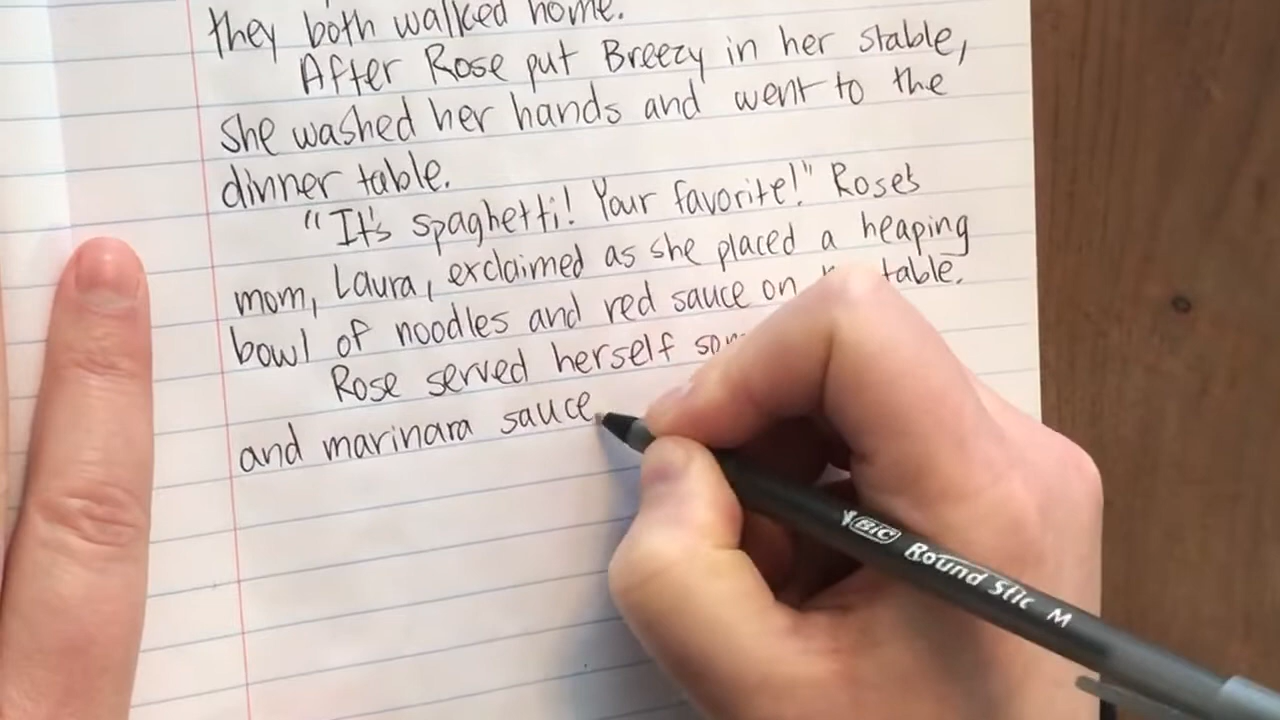 they both walked home.
After Rose put Breezy in her stable,
she washed her hands and went to the
dinner table.
"It's spaghetti! Your favorite!" Rose's
mom, Laura, exclaimed as she placed a heaping
bowl of noodles and red sauce on table.
Rose served herself
and marinara sauce
BIC Round Stic M